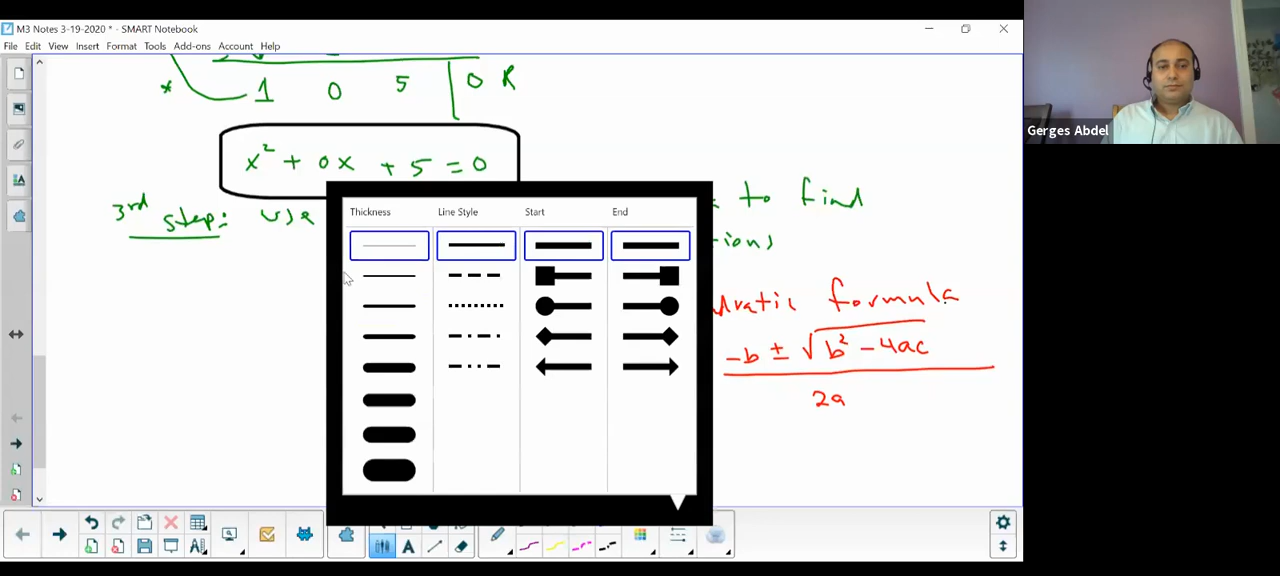 M3 Notes 3-19-2020 * - SMART Notebook
File Edit View Insert Format Tools Add-ons Account Help
* 1 0 5 0 R
x² + 0x + 5 = 0
3rd step: use to find
Thickness Line Style Start End
formula
-b ± √b² - 4ac
2a
Gerges Abdel